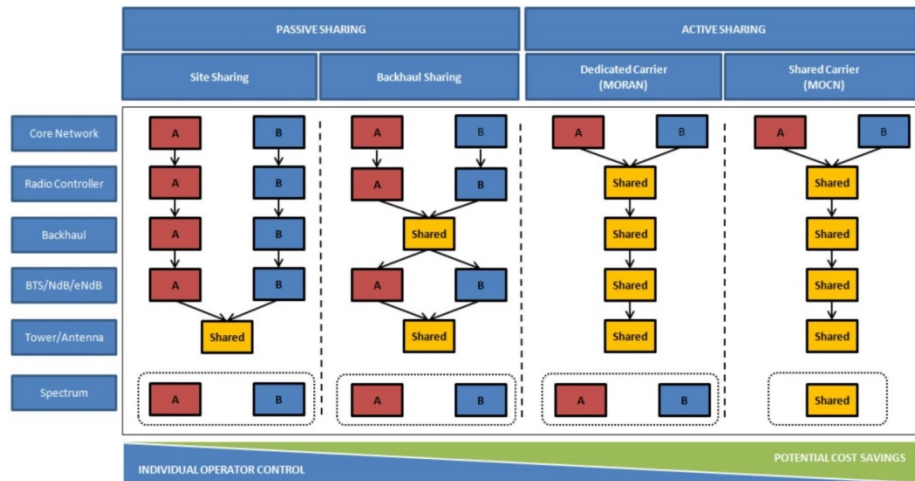 PASSIVE SHARING
ACTIVE SHARING
Site Sharing
Backhaul Sharing
Dedicated Carrier
(MORAN)
Shared Carrier
(MOCN)
Core Network
A
B
A
B
A
B
A
B
Radio Controller
A
B
A
B
Shared
Shared
Backhaul
A
B
Shared
Shared
Shared
BTS/NdB/eNdB
A
B
A
B
Shared
Shared
Tower/Antenna
Shared
Shared
Shared
Shared
Spectrum
A
B
A
B
A
B
Shared
POTENTIAL COST SAVINGS
INDIVIDUAL OPERATOR CONTROL